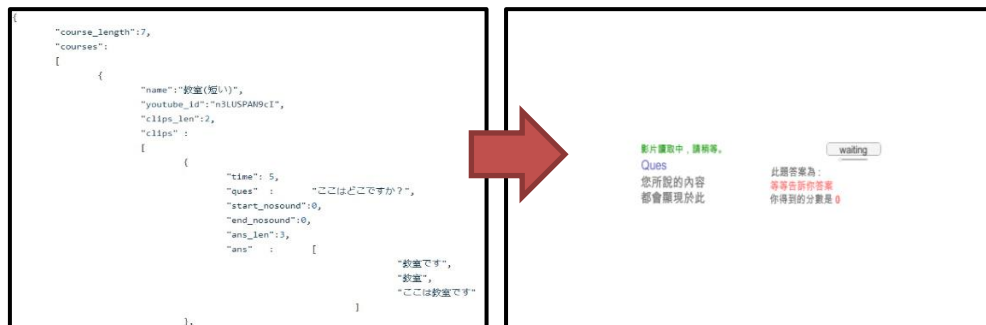 {
"course_length":7,
"courses":
[
{
"name":"教室(短い)",
"youtube_id":"n3LUSPAN9cI",
"clips_len":2,
"clips" :
[
{
"time": 5,
"ques" : "ここはどこですか？",
"start_nosound":0,
"end_nosound":0,
"ans_len":3,
"ans" : [
"教室です",
"教室",
"ここは教室です"
]
},
影片讀取中，請稍等。
waiting
Ques
您所說的內容
都會顯現於此
此題答案為：
等等告訴你答案
你得到的分數是 0